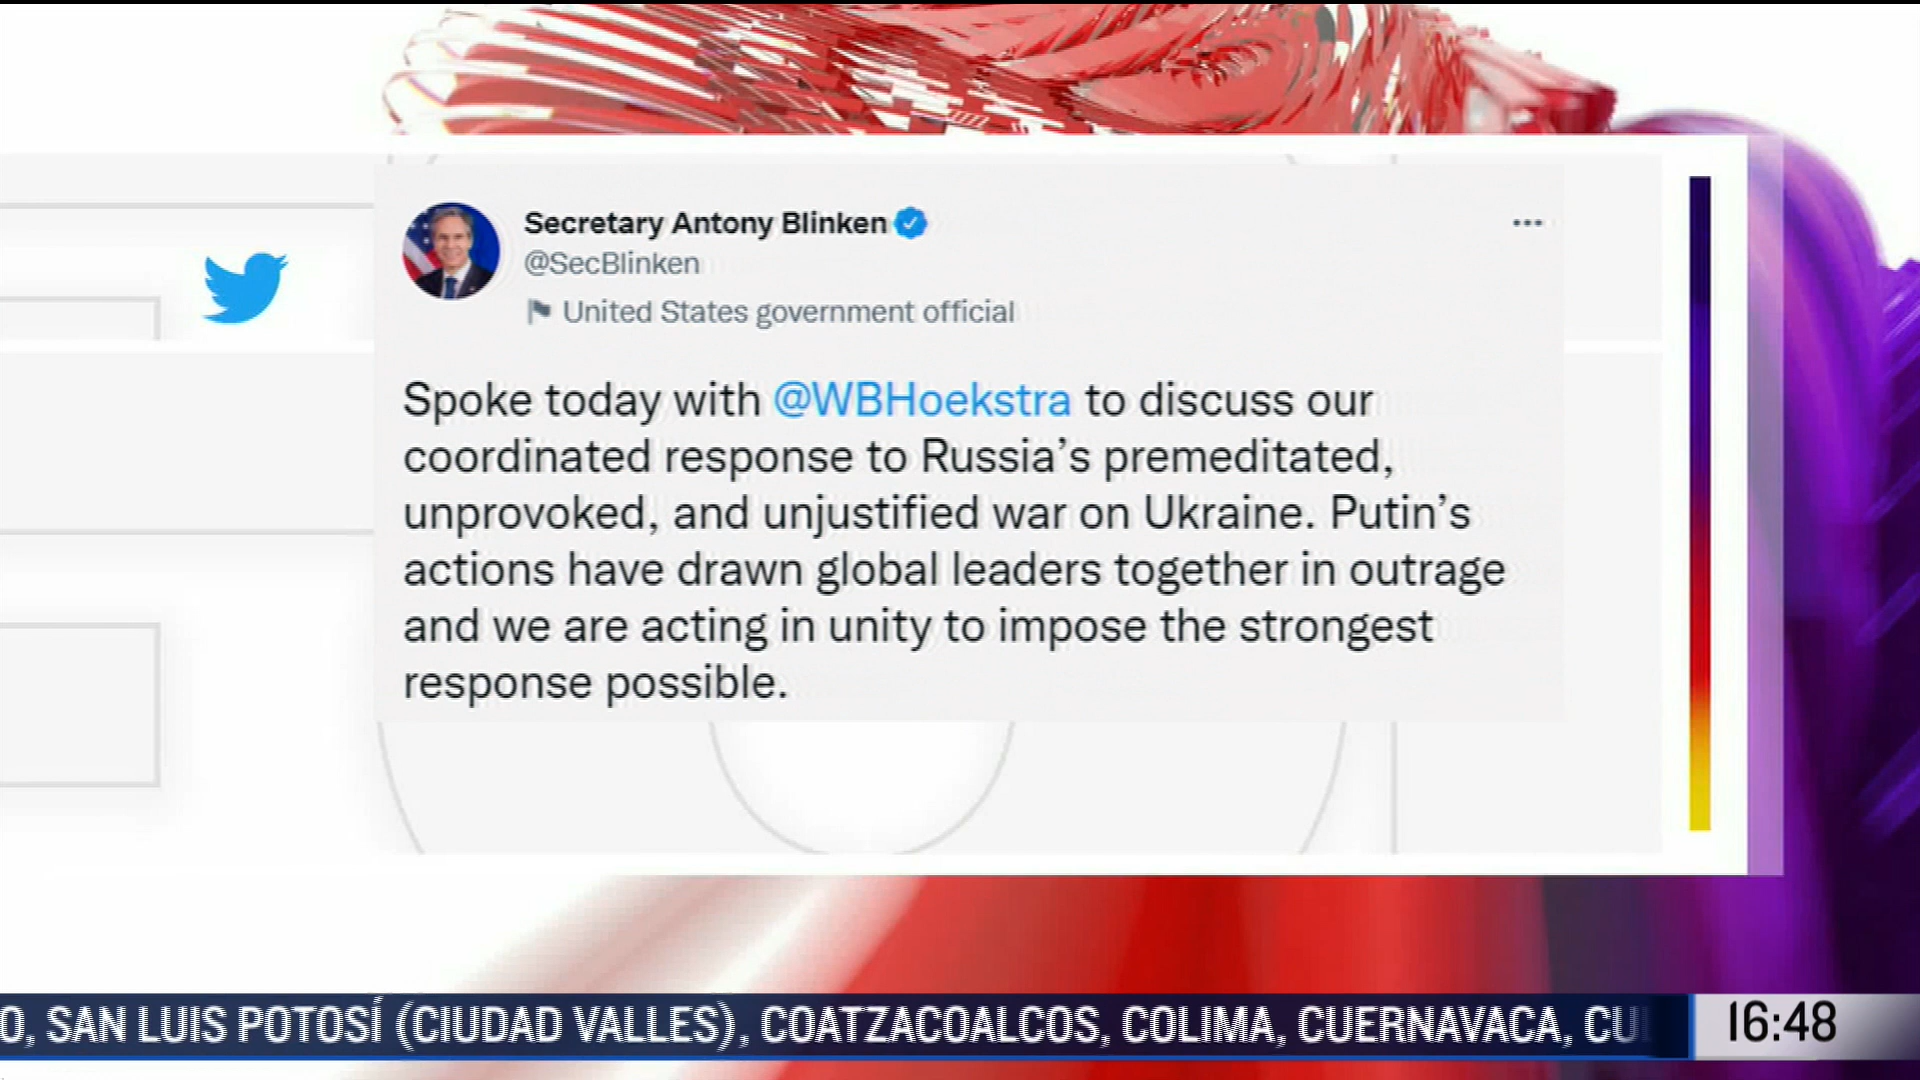 Secretary Antony Blinken
@SecBlinken
United States government official
Spoke today with @WBHoekstra to discuss our
coordinated response to Russia’s premeditated,
unprovoked, and unjustified war on Ukraine. Putin’s
actions have drawn global leaders together in outrage
and we are acting in unity to impose the strongest
response possible.
O, SAN LUIS POTOSÍ (CIUDAD VALLES), COATZACOALCOS, COLIMA, CUERNAVACA, CU
16:48